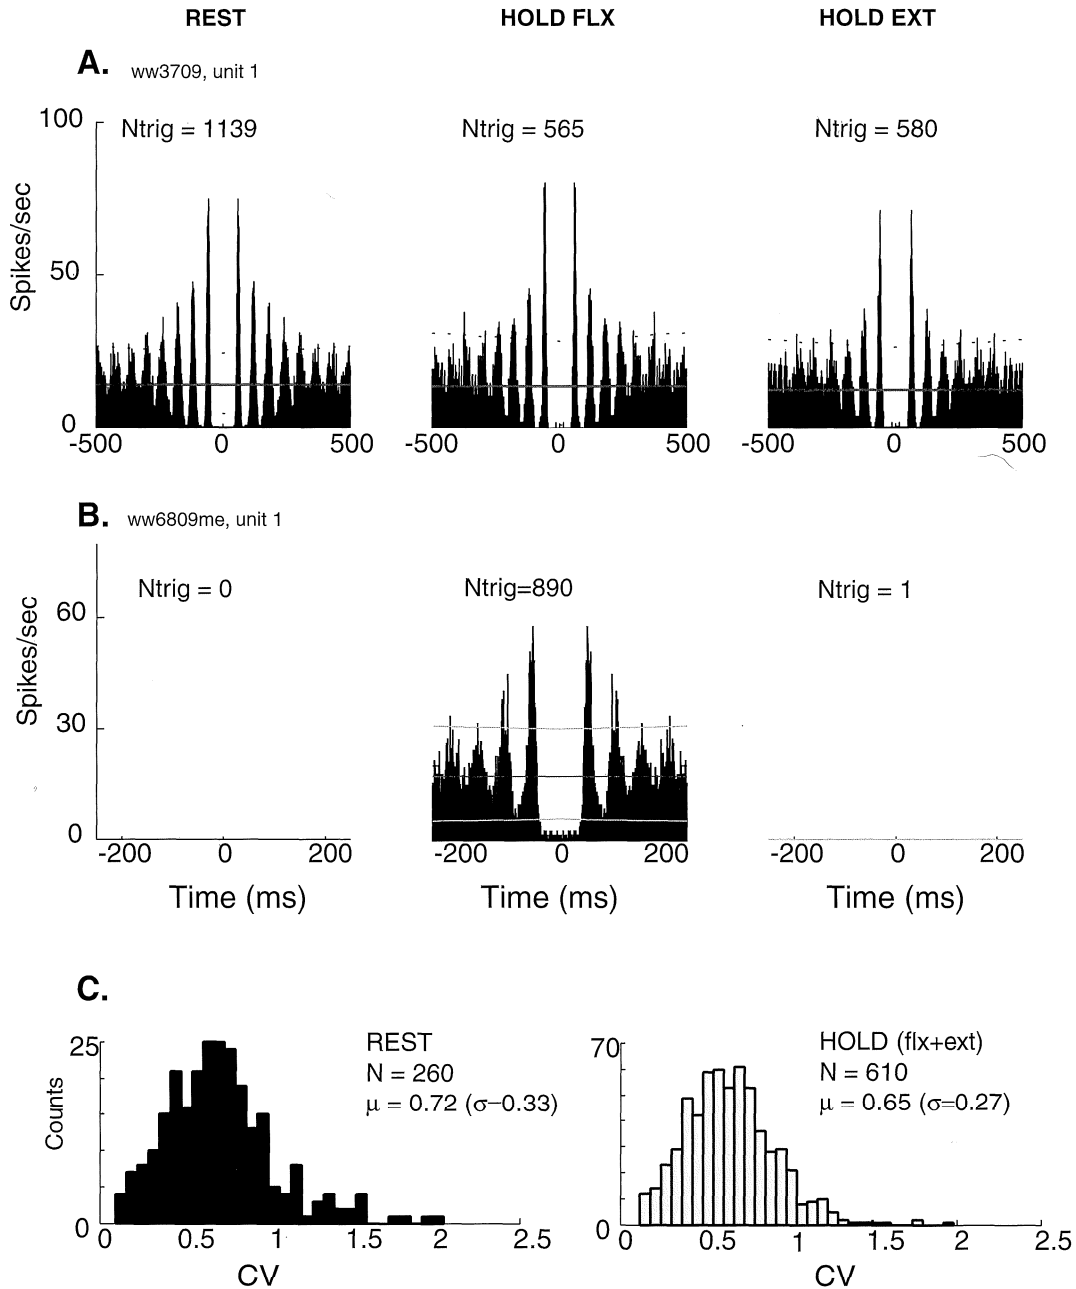 REST HOLD FLX HOLD EXT
A. ww3709, unit 1
Ntrig = 1139 Ntrig = 565 Ntrig = 580
100
50
0
Spikes/sec
-500 0 500 -500 0 500 -500 0 500
B. ww6809me, unit 1
Ntrig = 0 Ntrig=890 Ntrig = 1
60
30
0
Spikes/sec
-200 0 200 -200 0 200 -200 0 200
Time (ms) Time (ms) Time (ms)
C.
25
0
Counts
REST
N = 260
μ = 0.72 (σ−0.33)
0 0.5 1 1.5 2 2.5
CV
70
0
HOLD (flx+ext)
N = 610
μ = 0.65 (σ=0.27)
0 0.5 1 1.5 2 2.5
CV